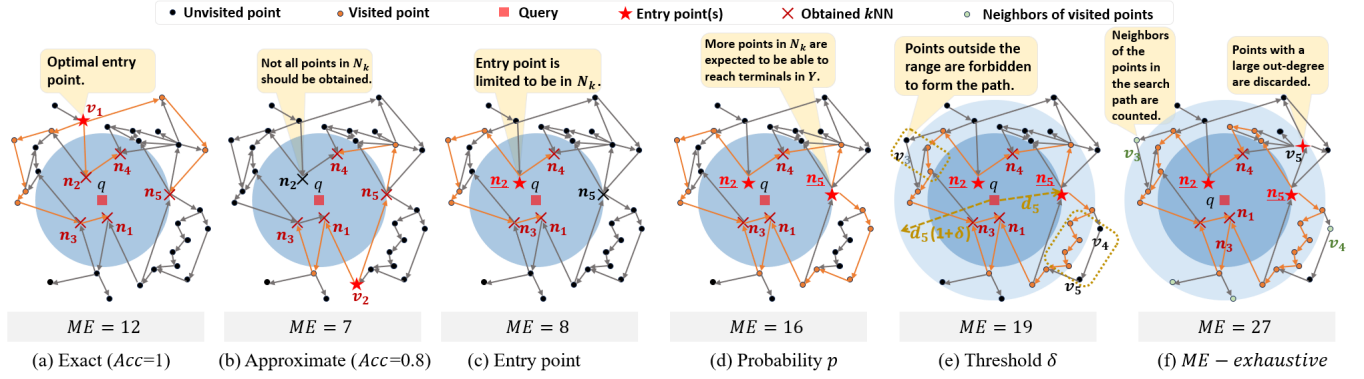 Unvisited point
Visited point
Query
Entry point(s)
Obtained kNN
Neighbors of visited points
Optimal entry
point.
v1
n2
n4
q
n5
n3
n1
ME = 12
(a) Exact (Acc=1)
Not all points in Nk
should be obtained.
n4
n2
q
n5
n3
n1
v2
ME = 7
(b) Approximate (Acc=0.8)
Entry point is
limited to be in Nk.
n4
n2
q
n5
n3
n1
ME = 8
(c) Entry point
More points in Nk are
expected to be able to
reach terminals in Y.
n4
n2
q
n5
n3
n1
ME = 16
(d) Probability p
Points outside the
range are forbidden
to form the path.
v3
n4
n2
q
n5
d5
n3
n1
d5(1+δ)
v4
v5
ME = 19
(e) Threshold δ
Neighbors
of the
points in
the search
path are
counted.
Points with a
large out-degree
are discarded.
v3
v5
n4
n2
n5
q
n1
n3
v4
ME = 27
(f) ME − exhaustive